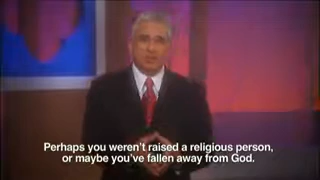 Perhaps you weren't raised a religious person,
or maybe you've fallen away from God.